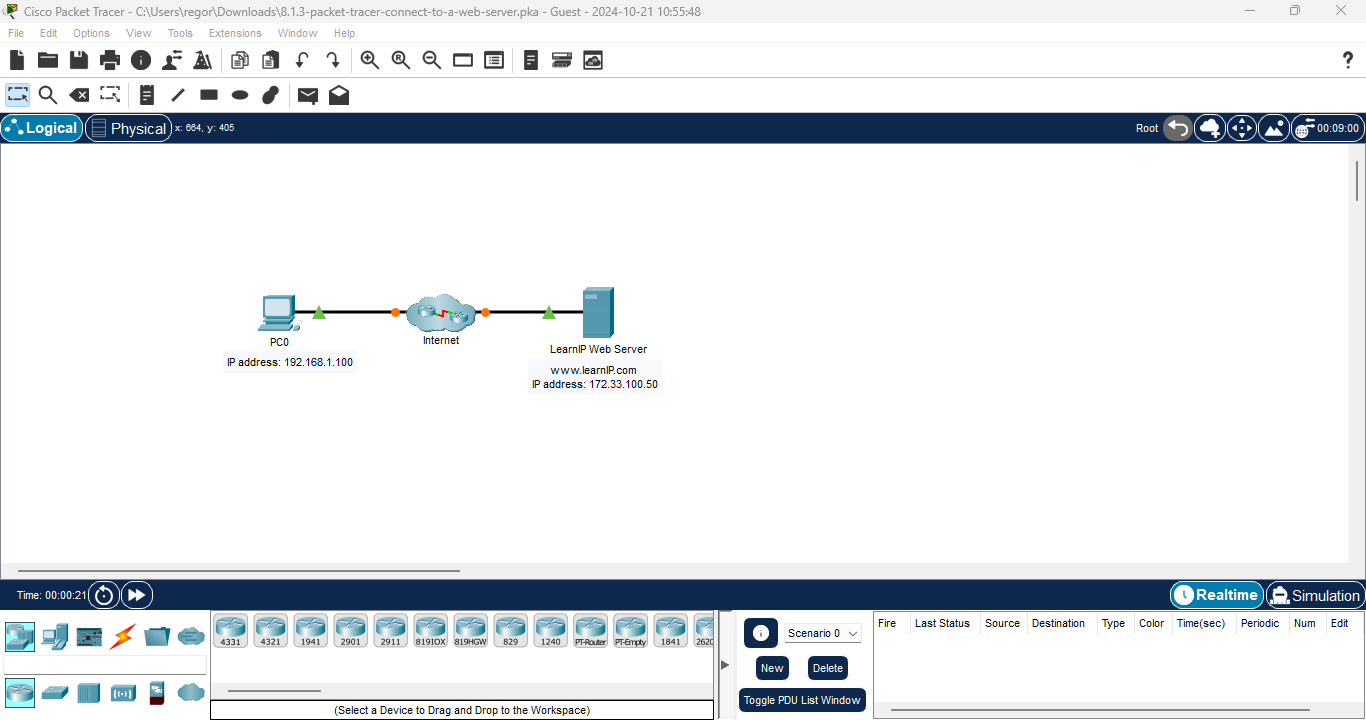 Cisco Packet Tracer - C:\Users\regor\Downloads\8.1.3-packet-tracer-connect-to-a-web-server.pka - Guest - 2024-10-21 10:55:48
File Edit Options View Tools Extensions Window Help
Logical Physical x: 664, y: 405 Root 00:09:00
PC0
IP address: 192.168.1.100
Internet
LearnIP Web Server
www.learnIP.com
IP address: 172.33.100.50
Time: 00:00:21 Realtime Simulation
4331 4321 1941 2901 2911 819IOX 819HGW 829 1240 PT-Router PT-Empty 1841 2620
(Select a Device to Drag and Drop to the Workspace)
Scenario 0
New Delete
Toggle PDU List Window
Fire Last Status Source Destination Type Color Time(sec) Periodic Num Edit